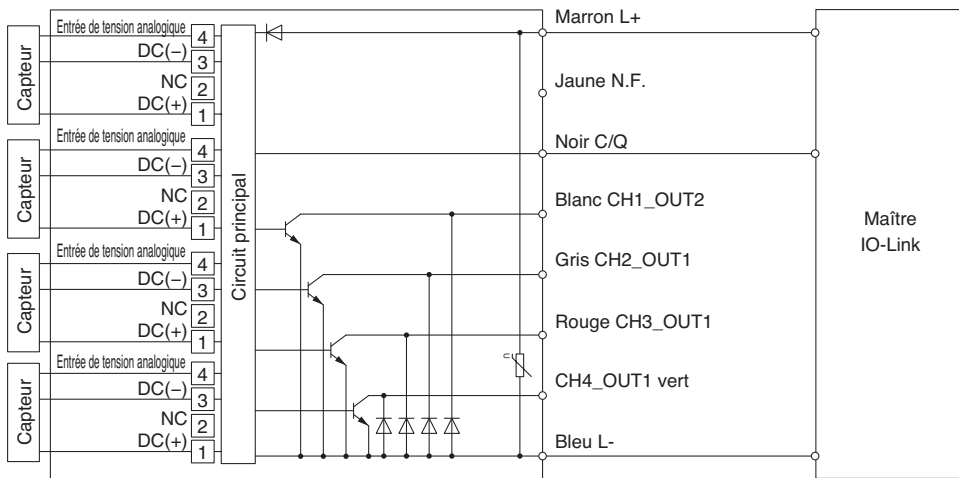 Capteur
Entrée de tension analogique
4
DC(−)
3
NC
2
DC(+)
1
Capteur
Entrée de tension analogique
4
DC(−)
3
NC
2
DC(+)
1
Capteur
Entrée de tension analogique
4
DC(−)
3
NC
2
DC(+)
1
Capteur
Entrée de tension analogique
4
DC(−)
3
NC
2
DC(+)
1
Circuit principal
Marron L+
Jaune N.F.
Noir C/Q
Blanc CH1_OUT2
Gris CH2_OUT1
Rouge CH3_OUT1
CH4_OUT1 vert
Bleu L-
Maître
IO-Link